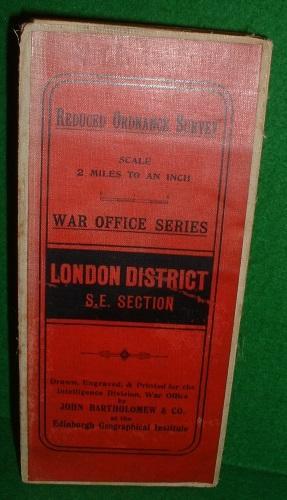 REDUCED ORDNANCE SURVEY
SCALE
2 MILES TO AN INCH
WAR OFFICE SERIES
LONDON DISTRICT
S.E. SECTION
Drawn, Engraved, & Printed for the
Intelligence Division, War Office
by
JOHN BARTHOLOMEW & CO.
at the
Edinburgh Geographical Institute